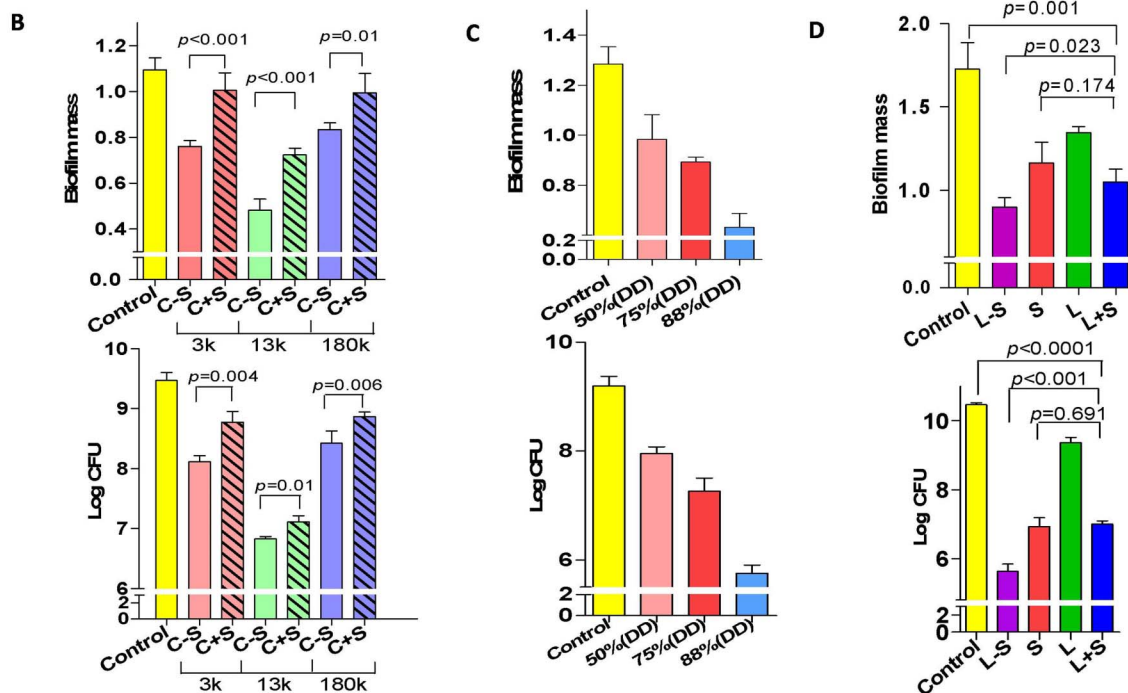 B
Biofilm mass
1.2
1.0
0.8
0.6
0.4
0.0
p<0.001
p<0.001
p=0.01
Control
C-S
C+S
C-S
C+S
C-S
C+S
3k
13k
180k
Log CFU
10
9
8
7
6
2
0
p=0.004
p=0.01
p=0.006
Control
C-S
C+S
C-S
C+S
C-S
C+S
3k
13k
180k
C
Biofilm mass
1.4
1.2
1.0
1.2
0.2
0.0
Control
50%(DD)
75%(DD)
88%(DD)
Log CFU
8
6
2
0
Control
50%(DD)
75%(DD)
88%(DD)
D
Biofilm mass
2.0
1.5
1.0
0.0
p=0.001
p=0.023
p=0.174
Control
L-S
S
L
L+S
Log CFU
10
5
2
0
p<0.0001
p<0.001
p=0.691
Control
L-S
S
L
L+S